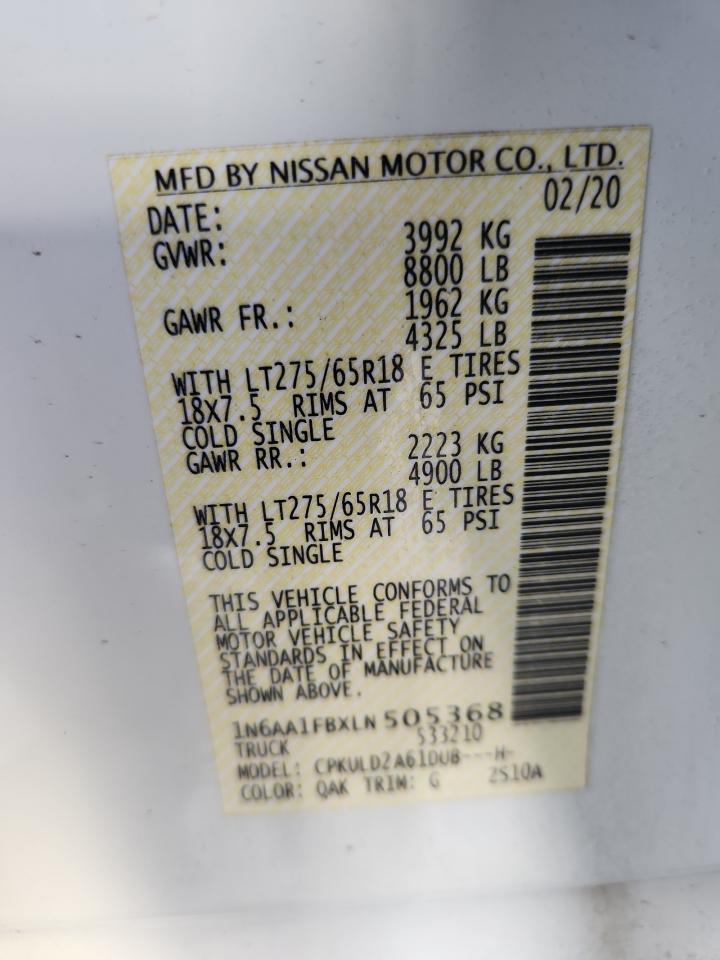 MFD BY NISSAN MOTOR CO., LTD.
DATE: 02/20
GVWR: 3992 KG
8800 LB
GAWR FR.: 1962 KG
4325 LB
WITH LT275/65R18 E TIRES
18X7.5 RIMS AT 65 PSI
COLD SINGLE
GAWR RR.: 2223 KG
4900 LB
WITH LT275/65R18 E TIRES
18X7.5 RIMS AT 65 PSI
COLD SINGLE
THIS VEHICLE CONFORMS TO
ALL APPLICABLE FEDERAL
MOTOR VEHICLE SAFETY
STANDARDS IN EFFECT ON
THE DATE OF MANUFACTURE
SHOWN ABOVE.
1N6AA1FBXLN 505368
TRUCK 533210
MODEL: CPKULD2A61DUB---H-
COLOR: QAK TRIM: G 2S10A